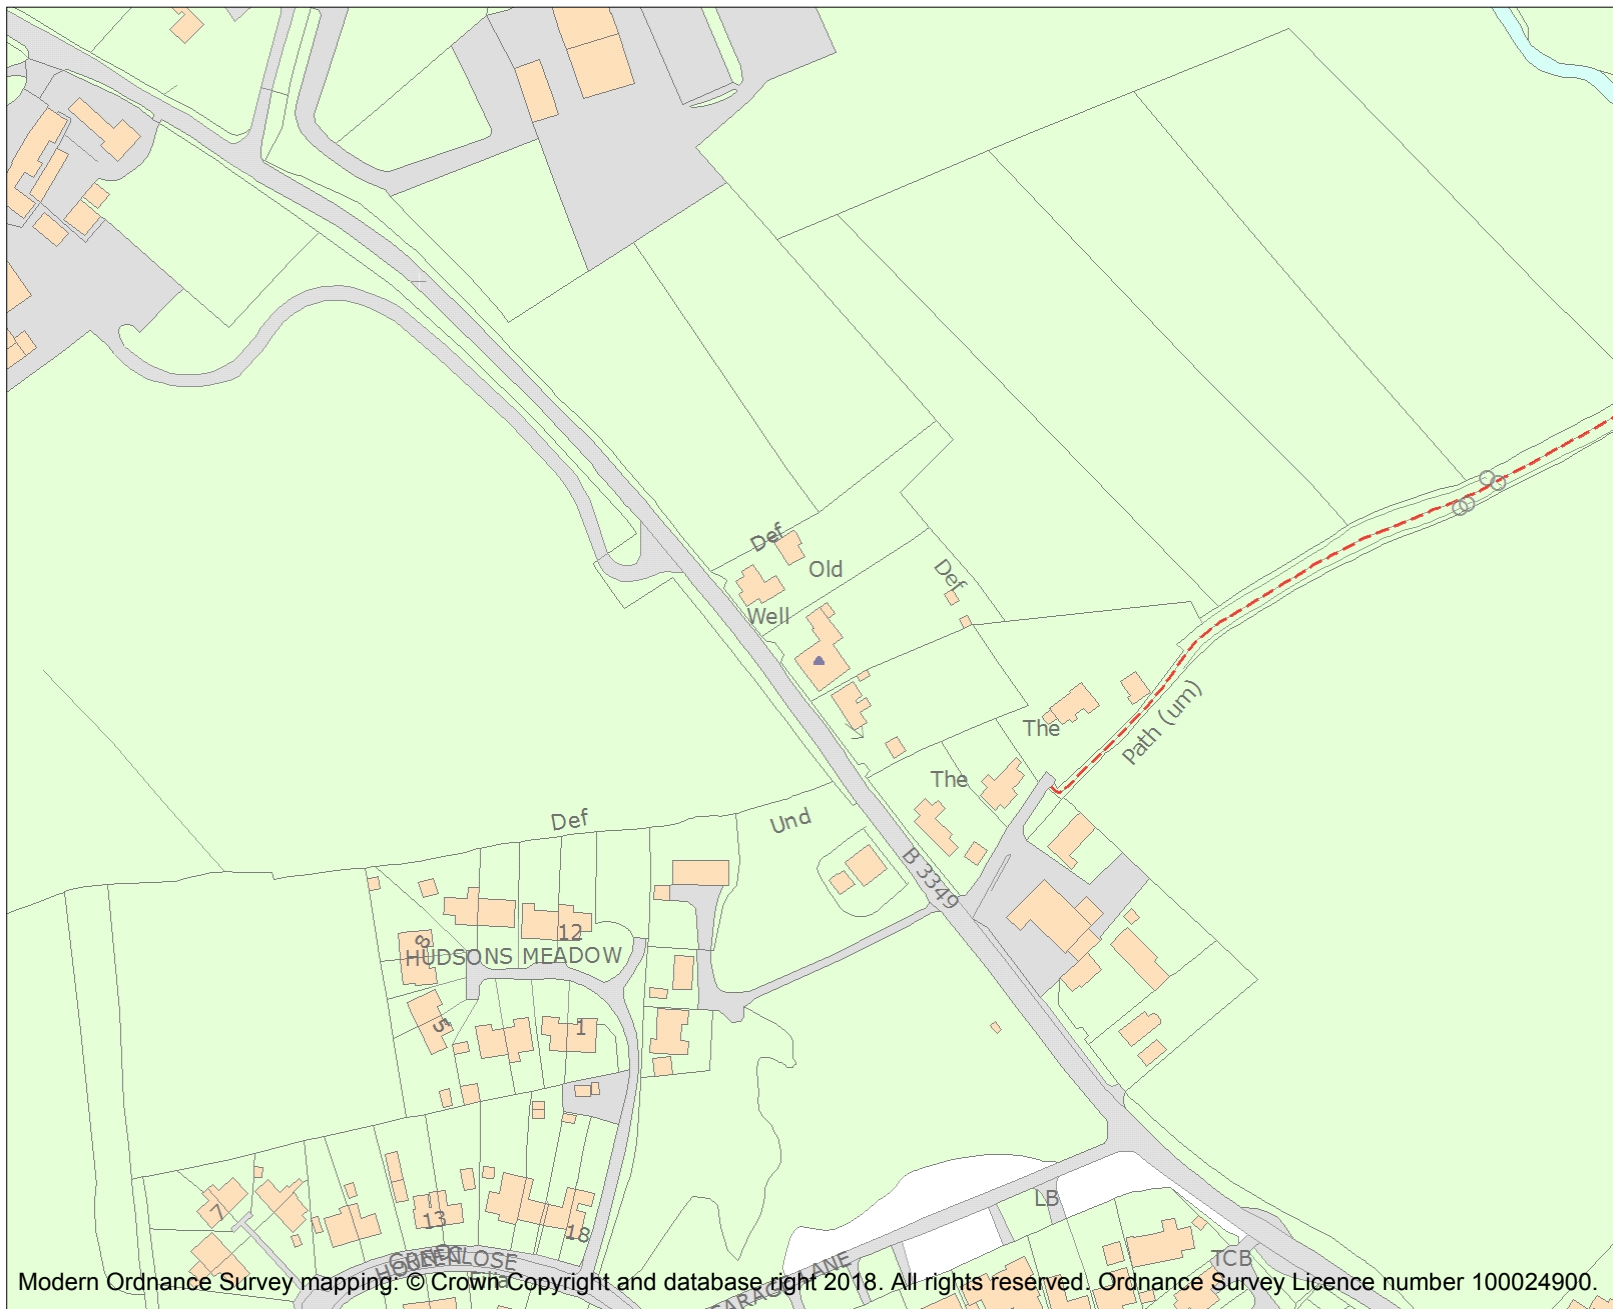 Def
Old
Def
Well
Path (um)
The
The
Def
Und
B 3349
12
8
HUDSONS MEADOW
5
1
7
13
18
LB
TCB
Modern Ordnance Survey mapping: © Crown Copyright and database right 2018. All rights reserved. Ordnance Survey Licence number 100024900.